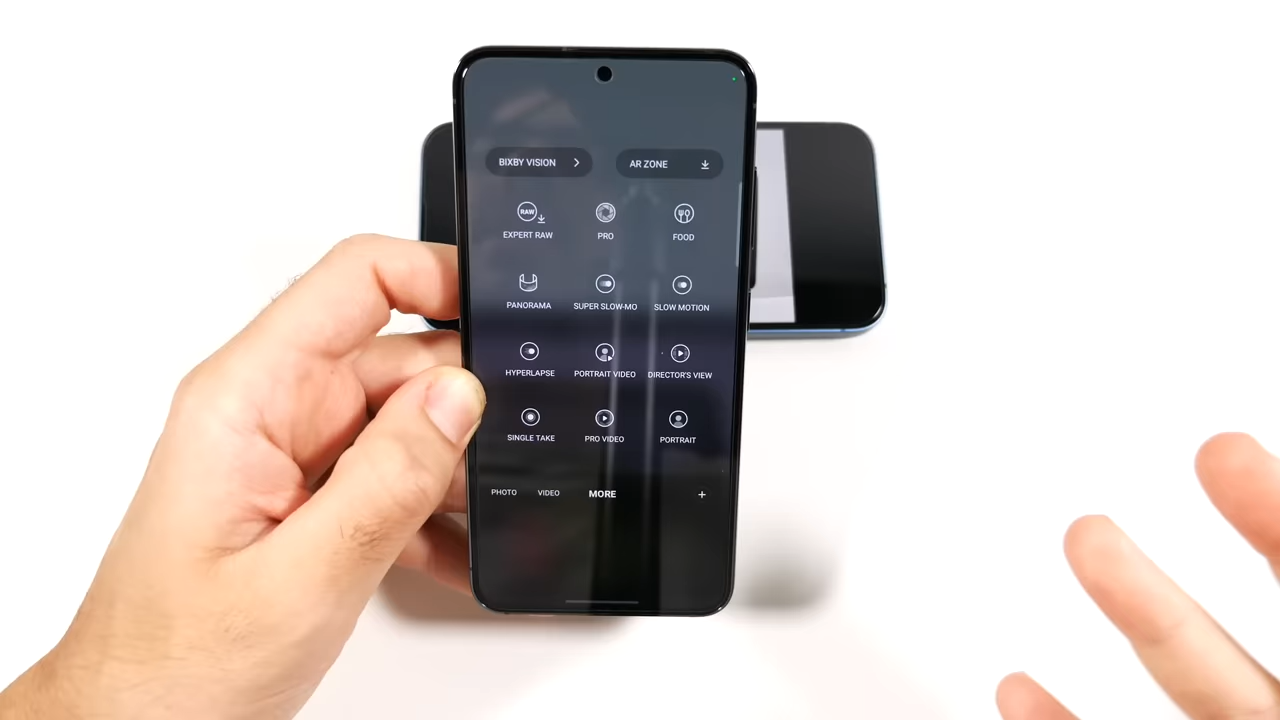 BIXBY VISION
AR ZONE
RAW
EXPERT RAW
PRO
FOOD
PANORAMA
SUPER SLOW-MO
SLOW MOTION
HYPERLAPSE
PORTRAIT VIDEO
DIRECTOR'S VIEW
SINGLE TAKE
PRO VIDEO
PORTRAIT
PHOTO
VIDEO
MORE
+